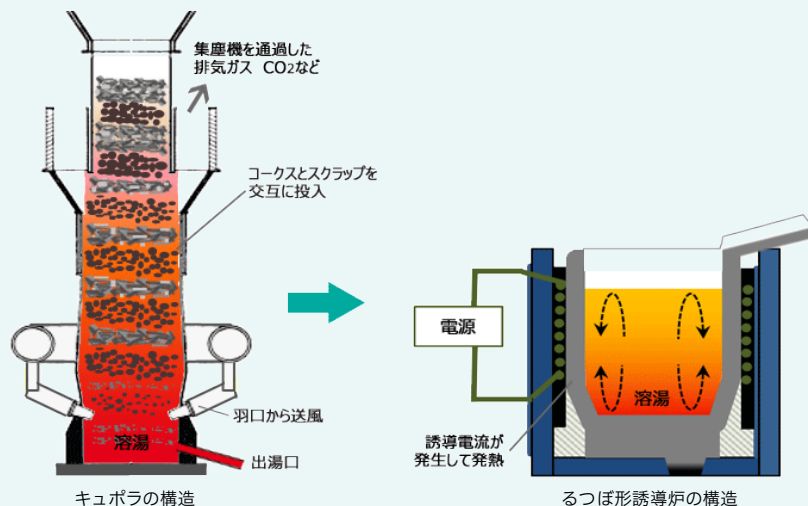 集塵機を通過した
排気ガス CO2など
コークスとスクラップを
交互に投入
羽口から送風
溶湯
出湯口
キュポラの構造
電源
溶湯
誘導電流が
発生して発熱
るつぼ形誘導炉の構造